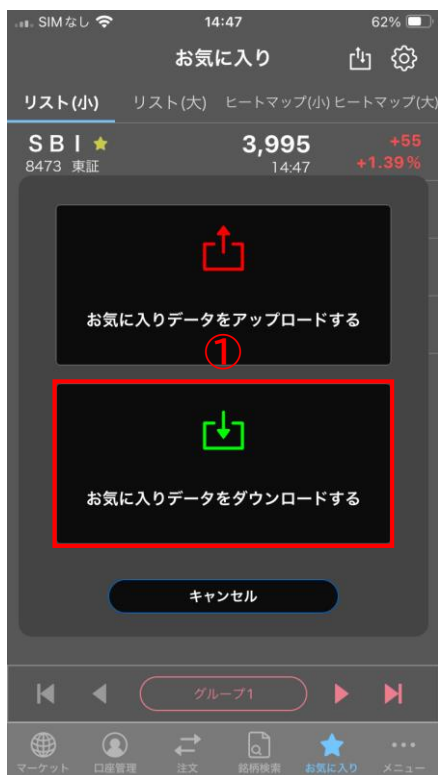 SIMなし 14:47 62%
お気に入り
リスト(小) リスト(大) ヒートマップ(小) ヒートマップ(大)
ＳＢＩ 3,995 +55
8473 東証 14:47 +1.39%
お気に入りデータをアップロードする
①
お気に入りデータをダウンロードする
キャンセル
グループ1
マーケット 口座管理 注文 銘柄検索 お気に入り メニュー